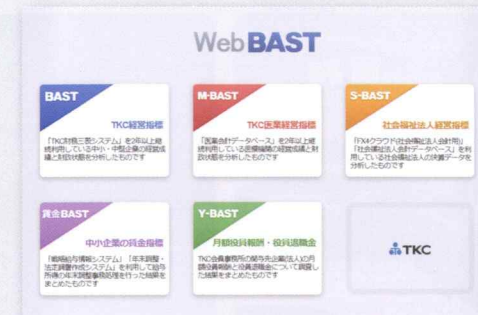 WebBAST
BAST
TKC経営指標
「TKC財務三表システム」を2年以上継
続利用している中小・中堅企業の経営成
績と財政状態を分析したものです
M-BAST
TKC医業経営指標
「医業会計データベース」を2年以上継
続利用している医療機関の経営成績と財
政状態を分析したものです
S-BAST
社会福祉法人経営指標
「FX4クラウド(社会福祉法人会計用)」
「社会福祉法人会計データベース」を利
用している社会福祉法人の決算データを
分析したものです
賃金BAST
中小企業の賃金指標
「戦略給与情報システム」「年末調整・
法定調書作成システム」を利用して給与
所得の年末調整事務処理を行った結果を
まとめたものです
Y-BAST
月額役員報酬・役員退職金
TKC会員事務所の関与先企業(法人)の月
額役員報酬と役員退職金について調査し
た結果をまとめたものです
TKC